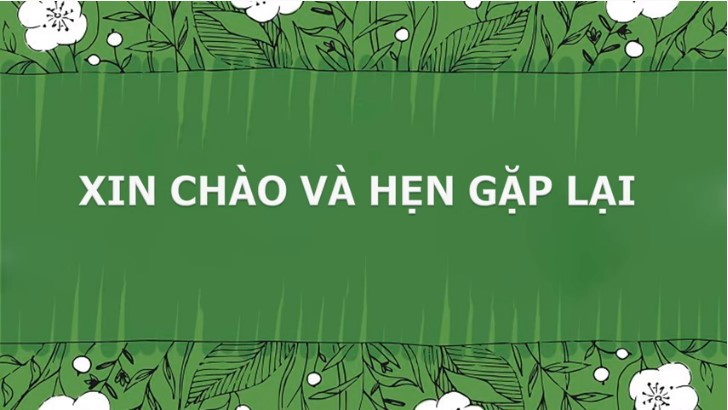 XIN CHÀO VÀ HẸN GẶP LẠI